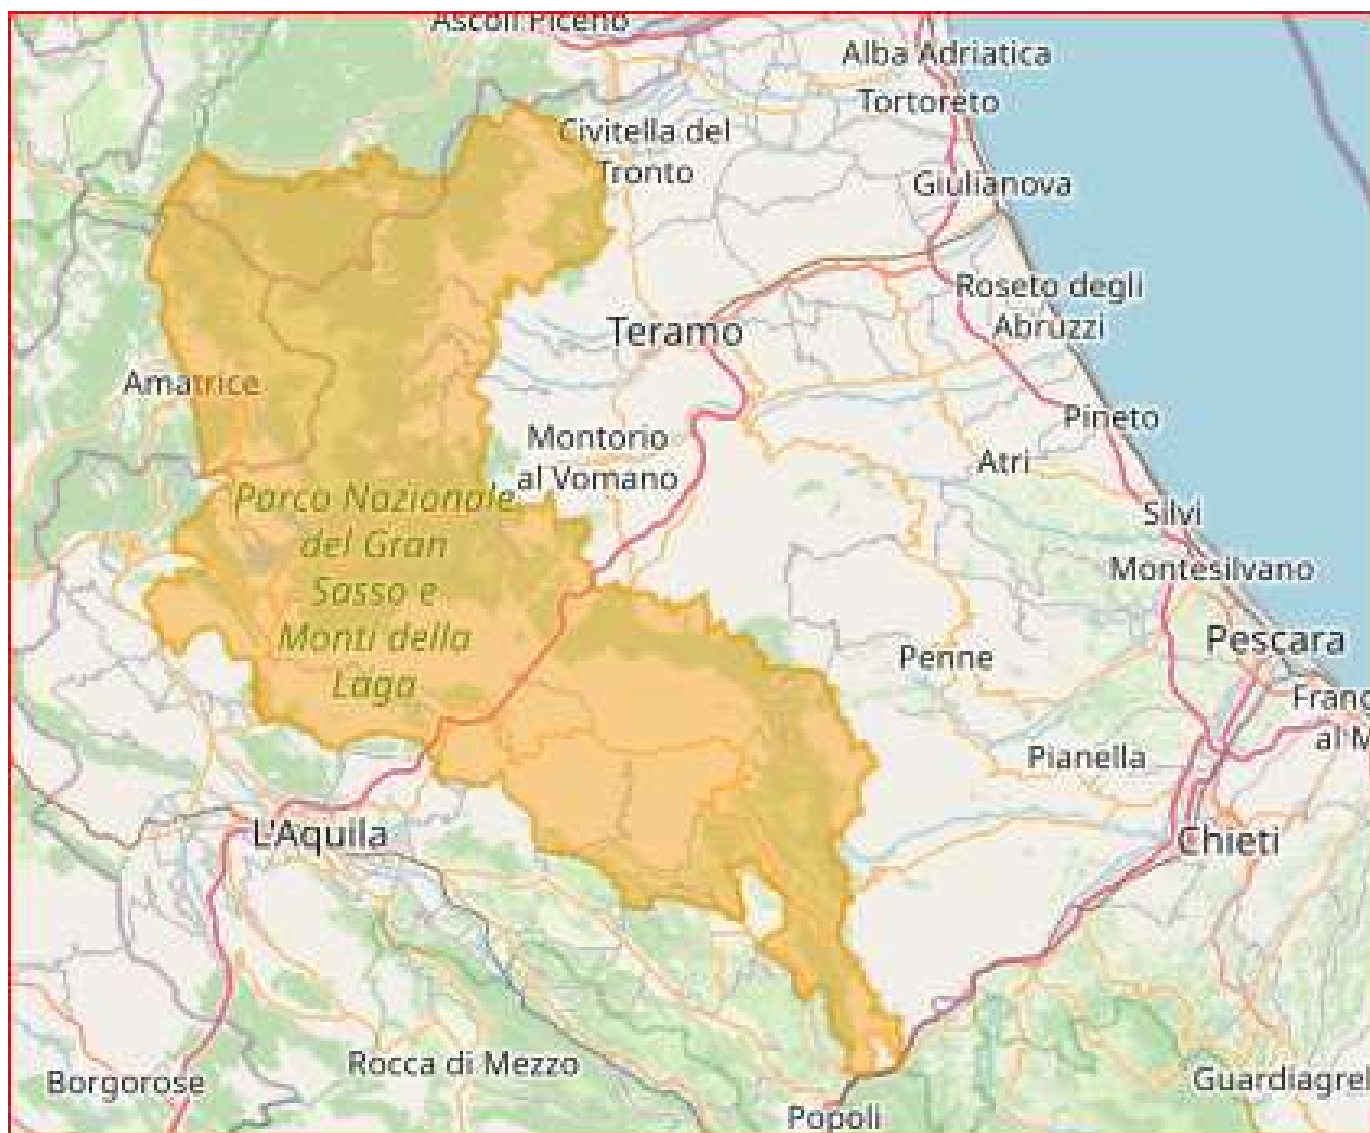 Ascoli Piceno
Alba Adriatica
Tortoreto
Civitella del
Tronto
Giulianova
Roseto degli
Abruzzi
Teramo
Amatrice
Pineto
Montorio
al Vomano
Atri
Parco Nazionale
del Gran
Sasso e
Monti della
Laga
Silvi
Montesilvano
Pescara
Penne
Franc
al M
Pianella
L'Aquila
Chieti
Rocca di Mezzo
Borgorose
Guardiagrel
Popoli